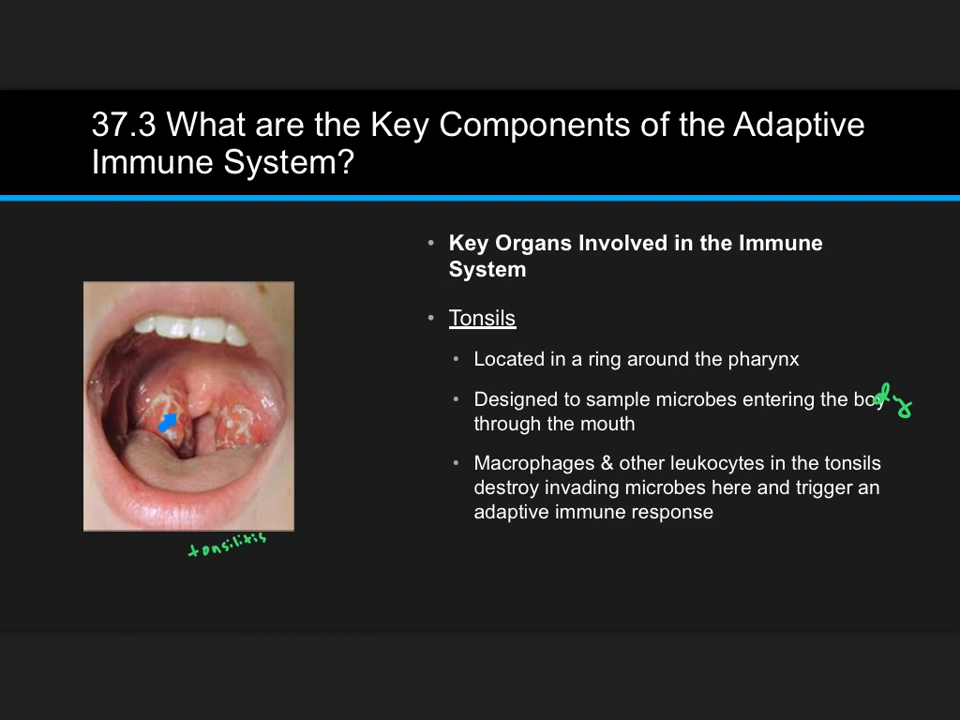 37.3 What are the Key Components of the Adaptive
Immune System?
• Key Organs Involved in the Immune
System
• Tonsils
• Located in a ring around the pharynx
• Designed to sample microbes entering the boy dy
through the mouth
• Macrophages & other leukocytes in the tonsils
destroy invading microbes here and trigger an
adaptive immune response
tonsilitis